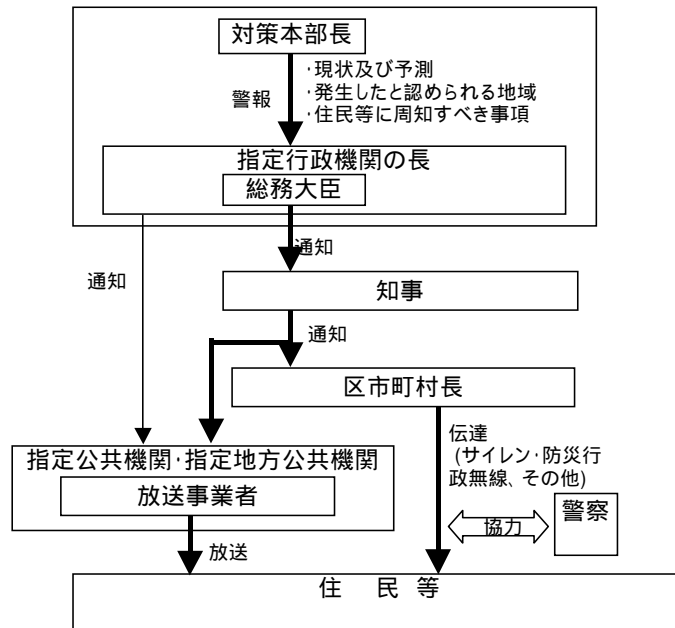 対策本部長
・現状及び予測
・発生したと認められる地域
・住民等に周知すべき事項
警報
指定行政機関の長
総務大臣
通知
通知
知事
通知
区市町村長
伝達
(サイレン・防災行
政無線、その他)
指定公共機関・指定地方公共機関
放送事業者
協力
警察
放送
住 民 等